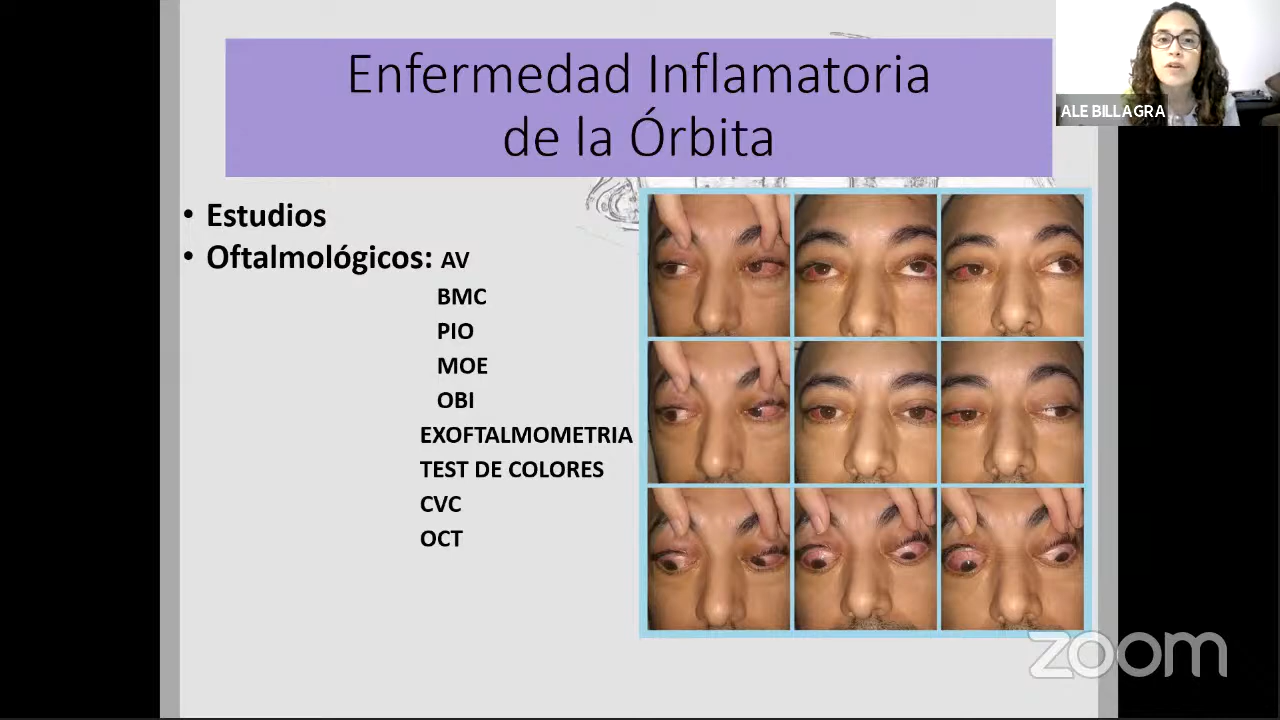 Enfermedad Inflamatoria
de la Órbita
ALE BILLAGRA
• Estudios
• Oftalmológicos: AV
BMC
PIO
MOE
OBI
EXOFTALMOMETRIA
TEST DE COLORES
CVC
OCT
zoom